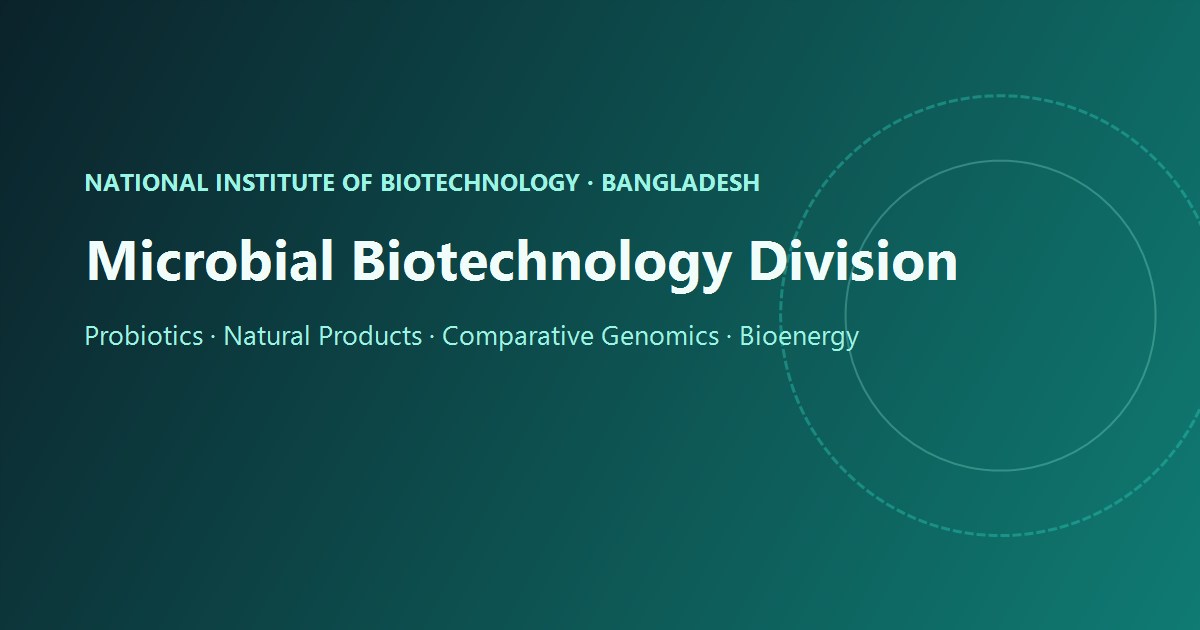 NATIONAL INSTITUTE OF BIOTECHNOLOGY · BANGLADESH
Microbial Biotechnology Division
Probiotics · Natural Products · Comparative Genomics · Bioenergy